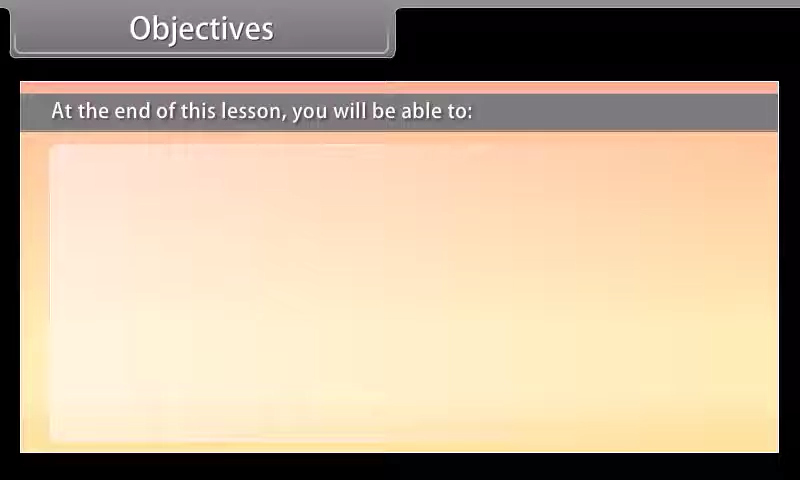 Objectives
At the end of this lesson, you will be able to: